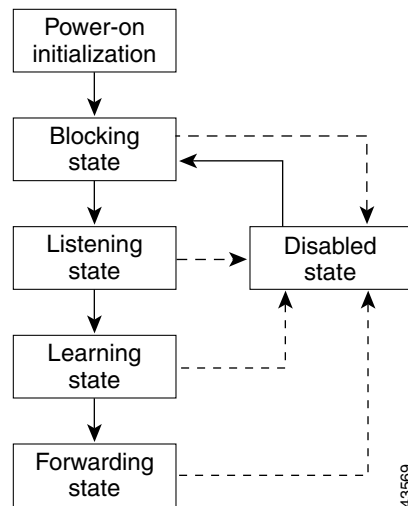 Power-on
initialization
Blocking
state
Listening
state
Disabled
state
Learning
state
Forwarding
state
43569